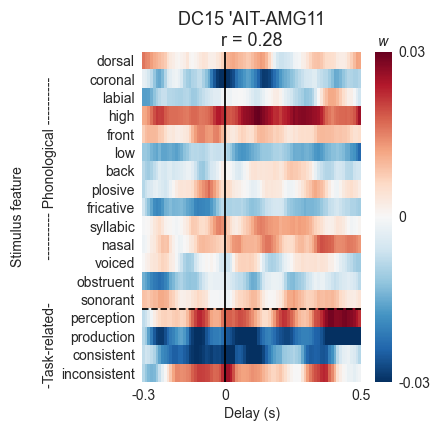 DC15 'AIT-AMG11
r = 0.28
w
dorsal
coronal
labial
high
front
low
back
plosive
fricative
syllabic
nasal
voiced
obstruent
sonorant
perception
production
consistent
inconsistent
Stimulus feature
---------- Phonological ----------
-Task-related-
0.03
0
-0.03
-0.3
0
0.5
Delay (s)